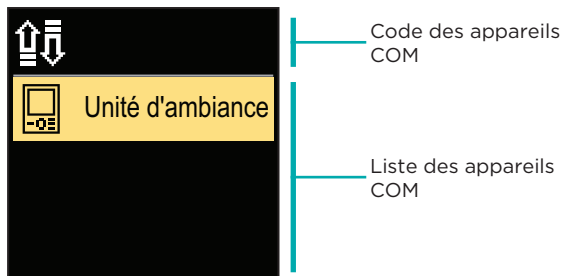 Code des appareils
COM
Unité d'ambiance
Liste des appareils
COM